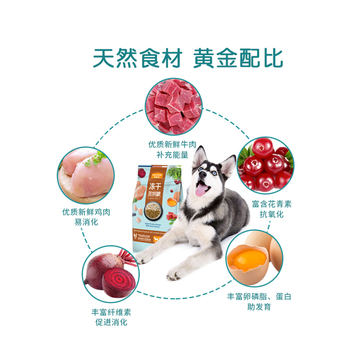 天然食材 黄金配比
优质新鲜牛肉
补充能量
富含花青素
抗氧化
优质新鲜鸡肉
易消化
冻干
丰富卵磷脂、蛋白
助发育
丰富纤维素
促进消化